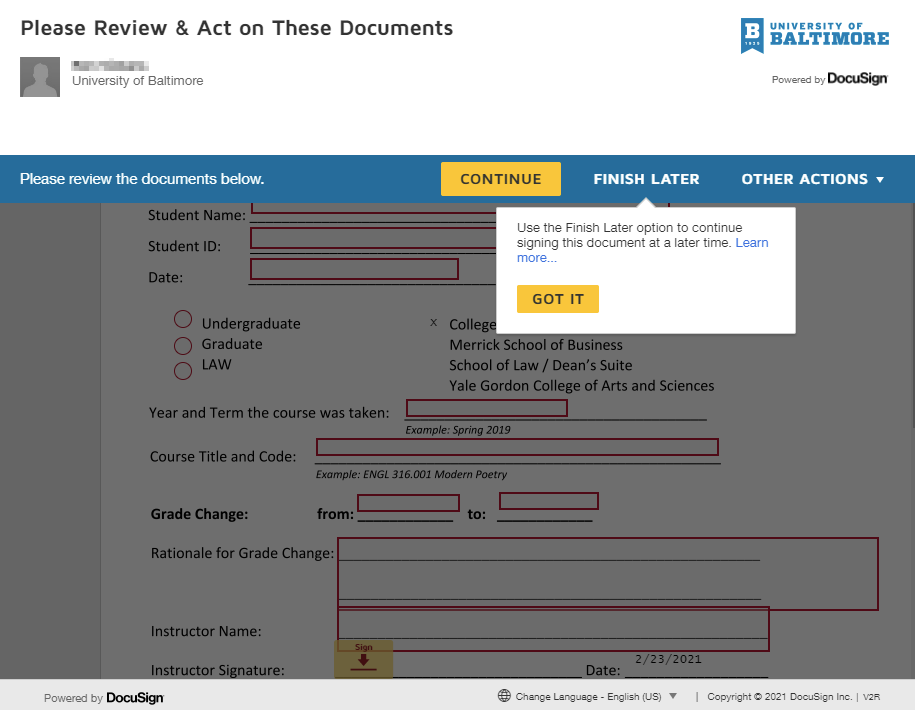 Please Review & Act on These Documents
UNIVERSITY OF
B BALTIMORE
1925
University of Baltimore
Powered by DocuSign
Please review the documents below.
CONTINUE
FINISH LATER
OTHER ACTIONS ▼
Use the Finish Later option to continue
signing this document at a later time. Learn
more...
GOT IT
Student Name:
Student ID:
Date:
Undergraduate
Graduate
LAW
x College
Merrick School of Business
School of Law / Dean's Suite
Yale Gordon College of Arts and Sciences
Year and Term the course was taken:
Example: Spring 2019
Course Title and Code:
Example: ENGL 316.001 Modern Poetry
Grade Change: from: to:
Rationale for Grade Change:
Instructor Name:
Sign
Instructor Signature:
Date: 2/23/2021
Powered by DocuSign
Change Language - English (US) ▼ | Copyright © 2021 DocuSign Inc. | V2R